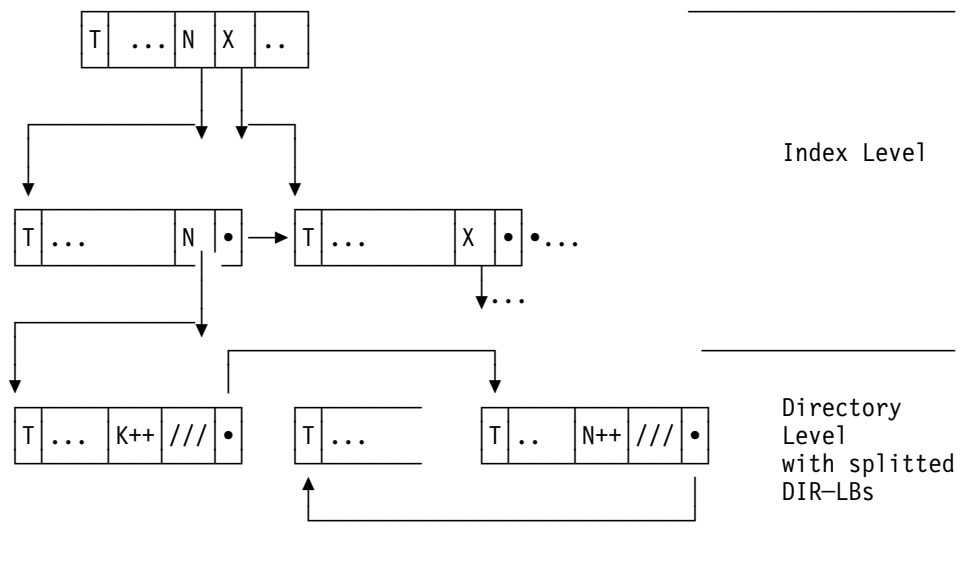 T ... N X ..
Index Level
T ... N • T ... X • •...
...
T ... K++ /// • T ... T .. N++ /// •
Directory
Level
with splitted
DIR–LBs